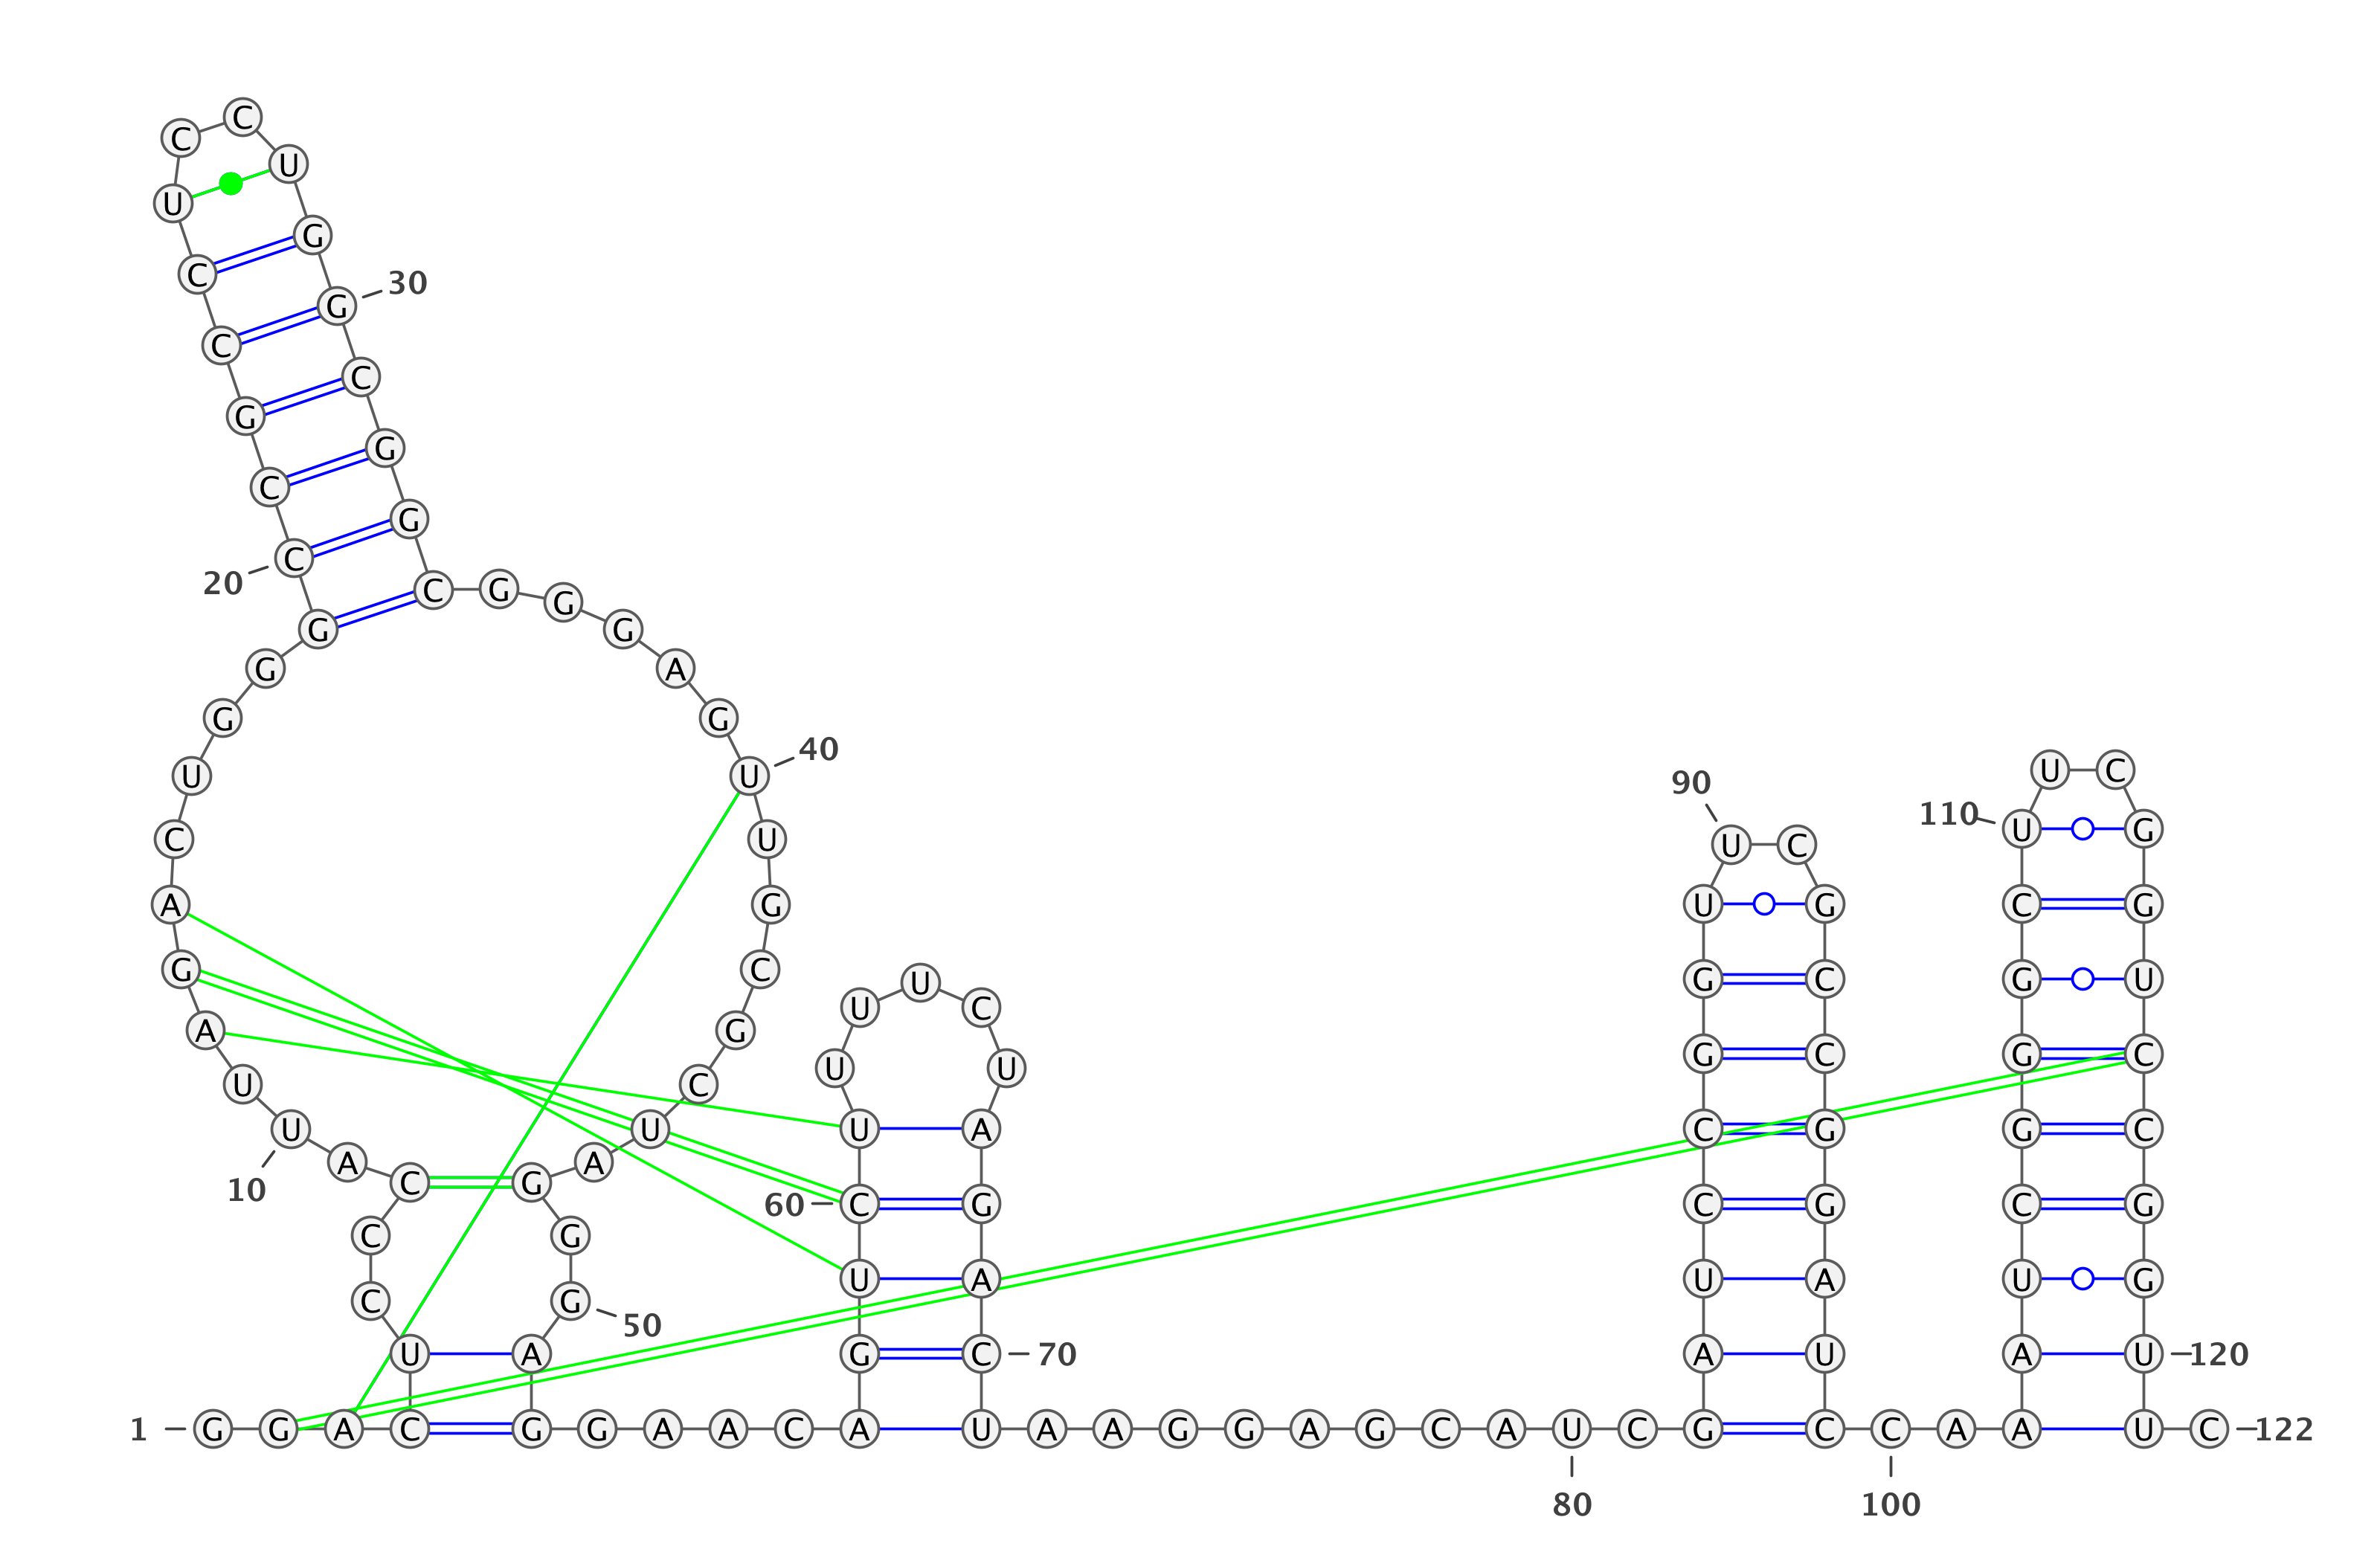 C C
U
U
G
C 30
G
C
C
G
G
C
G
C
20 C G G
G G
G A
G G
U U 40 90 U C
110 U G
C U U C
A G U G C G
G C U G C G U
U C
A G
U U G C G C
U C
U U U A C G G C
A A
C G
10 60 C G C G C G
C G
U A U A U G
C G 50
U A G C 70 A U A U 120
1 G G A C G G A A C A U A A G G A G C A U C G C C A A U C 122
80 100